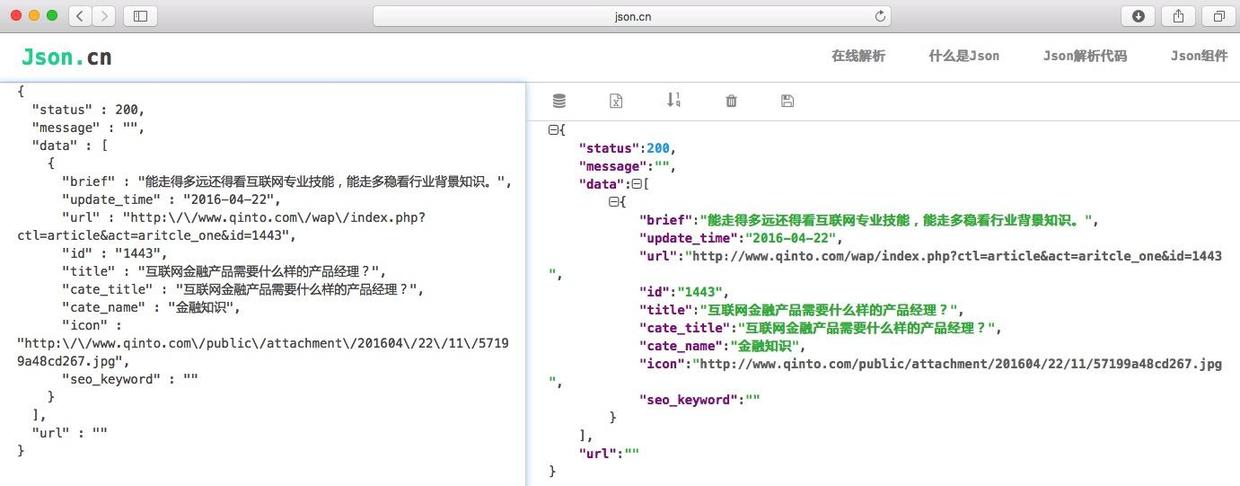 json.cn
Json.cn
在线解析 什么是Json Json解析代码 Json组件
{
"status" : 200,
"message" : "",
"data" : [
{
"brief" : "能走得多远还得看互联网专业技能，能走多稳看行业背景知识。",
"update_time" : "2016-04-22",
"url" : "http:\/\/www.qinto.com\/wap\/index.php?
ctl=article&act=aritcle_one&id=1443",
"id" : "1443",
"title" : "互联网金融产品需要什么样的产品经理？",
"cate_title" : "互联网金融产品需要什么样的产品经理？",
"cate_name" : "金融知识",
"icon" :
"http:\/\/www.qinto.com\/public\/attachment\/201604\/22\/11\/5719
9a48cd267.jpg",
"seo_keyword" : ""
}
],
"url" : ""
}
{
"status":200,
"message":"",
"data":[
{
"brief":"能走得多远还得看互联网专业技能，能走多稳看行业背景知识。",
"update_time":"2016-04-22",
"url":"http://www.qinto.com/wap/index.php?ctl=article&act=aritcle_one&id=1443
",
"id":"1443",
"title":"互联网金融产品需要什么样的产品经理？",
"cate_title":"互联网金融产品需要什么样的产品经理？",
"cate_name":"金融知识",
"icon":"http://www.qinto.com/public/attachment/201604/22/11/57199a48cd267.jpg
",
"seo_keyword":""
}
],
"url":""
}